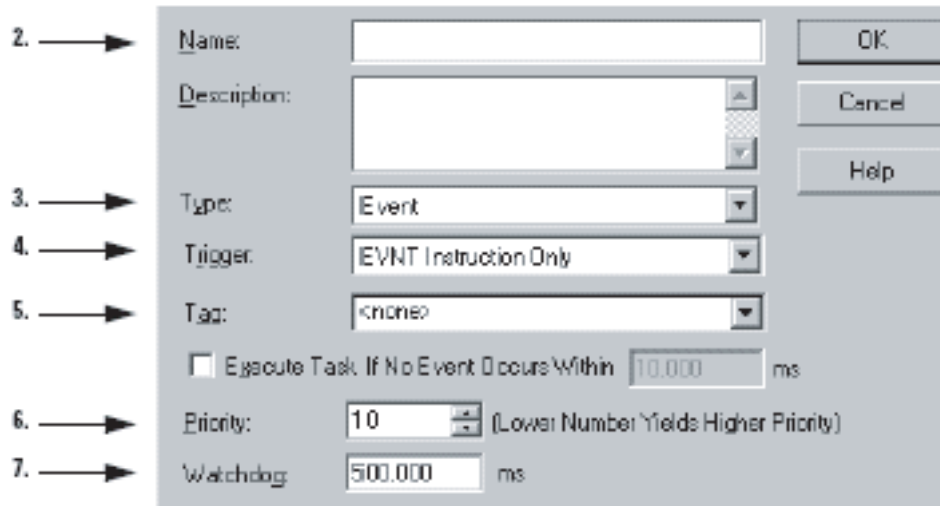 2. Name: OK
Description: Cancel
Help
3. Type: Event
4. Trigger: EVNT Instruction Only
5. Tag: <none>
Execute Task If No Event Occurs Within 10.000 ms
6. Priority: 10 (Lower Number Yields Higher Priority)
7. Watchdog: 500.000 ms